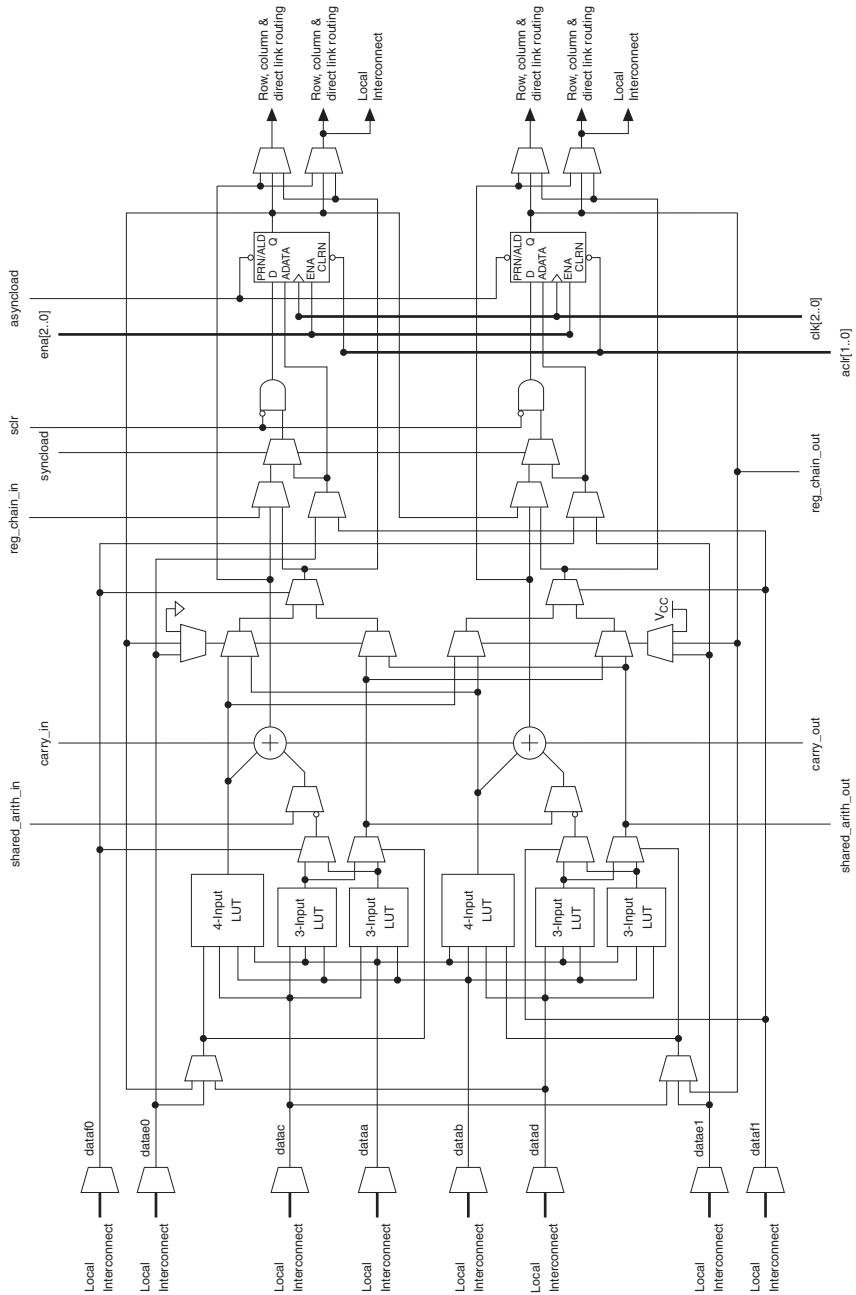 Row, column &
direct link routing
Row, column &
direct link routing
Local
Interconnect
Row, column &
direct link routing
Row, column &
direct link routing
Local
Interconnect
asyncload
ena[2..0]
sclr
syncload
reg_chain_in
carry_in
shared_arith_in
PRN/ALD
D
Q
ADATA
ENA
CLRN
PRN/ALD
D
Q
ADATA
ENA
CLRN
clk[2..0]
aclr[1..0]
reg_chain_out
VCC
carry_out
shared_arith_out
4-Input
LUT
3-Input
LUT
3-Input
LUT
4-Input
LUT
3-Input
LUT
3-Input
LUT
dataf0
datae0
datac
dataa
datab
datad
datae1
dataf1
Local
Interconnect
Local
Interconnect
Local
Interconnect
Local
Interconnect
Local
Interconnect
Local
Interconnect
Local
Interconnect
Local
Interconnect